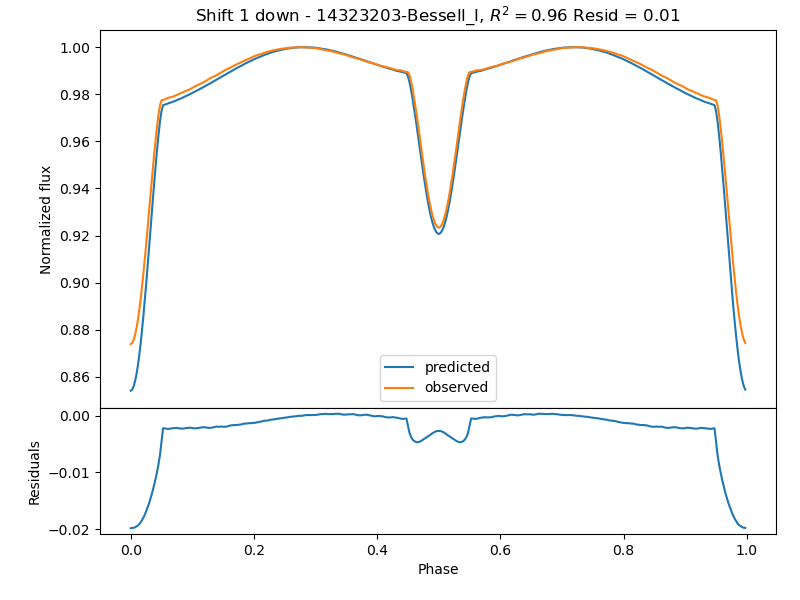 Shift 1 down - 14323203-Bessell_I, R² = 0.96 Resid = 0.01
1.00
0.98
0.96
0.94
0.92
0.90
0.88
0.86
Normalized flux
predicted
observed
0.00
−0.01
−0.02
Residuals
0.0 0.2 0.4 0.6 0.8 1.0
Phase